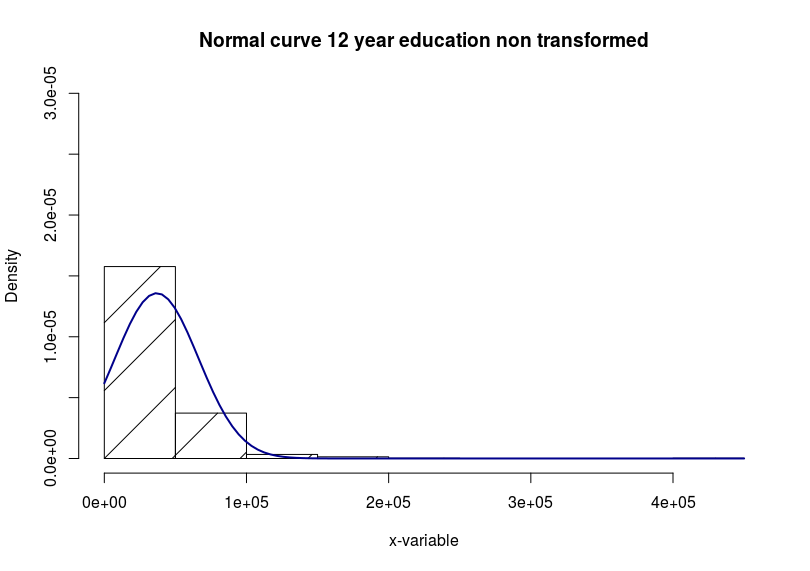 Normal curve 12 year education non transformed
Density
3.0e-05
2.0e-05
1.0e-05
0.0e+00
0e+00 1e+05 2e+05 3e+05 4e+05
x-variable